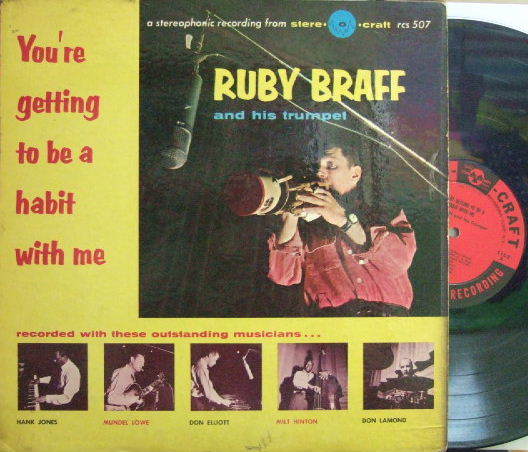 a stereophonic recording from stere•o•craft rcs 507
You're
getting
to be a
habit
with me
RUBY BRAFF
and his trumpet
recorded with these outstanding musicians...
HANK JONES
MUNDEL LOWE
DON ELLIOTT
MILT HINTON
DON LAMOND
-CRAFT
RECORDING